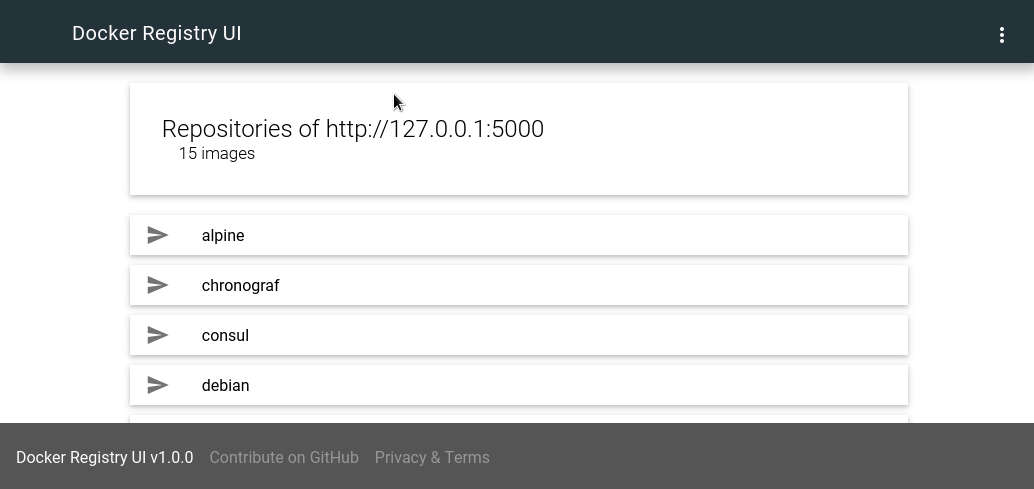 Docker Registry UI
Repositories of http://127.0.0.1:5000
15 images
alpine
chronograf
consul
debian
Docker Registry UI v1.0.0 Contribute on GitHub Privacy & Terms